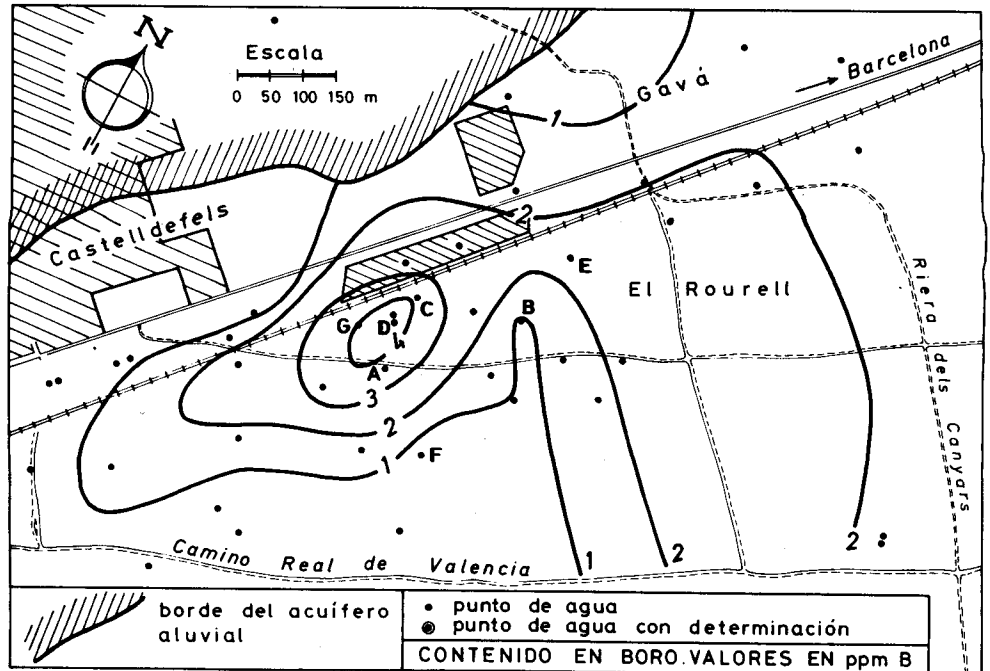 N
Escala
0 50 100 150 m
Barcelona
Gavá
1
Castelldefels
2
E
El Rourell
B
C
G
D
4
A
3
2
1
F
Riera dels Canyars
Camino Real de Valencia
1
2
2
borde del acuífero
aluvial
punto de agua
punto de agua con determinación
CONTENIDO EN BORO. VALORES EN ppm B